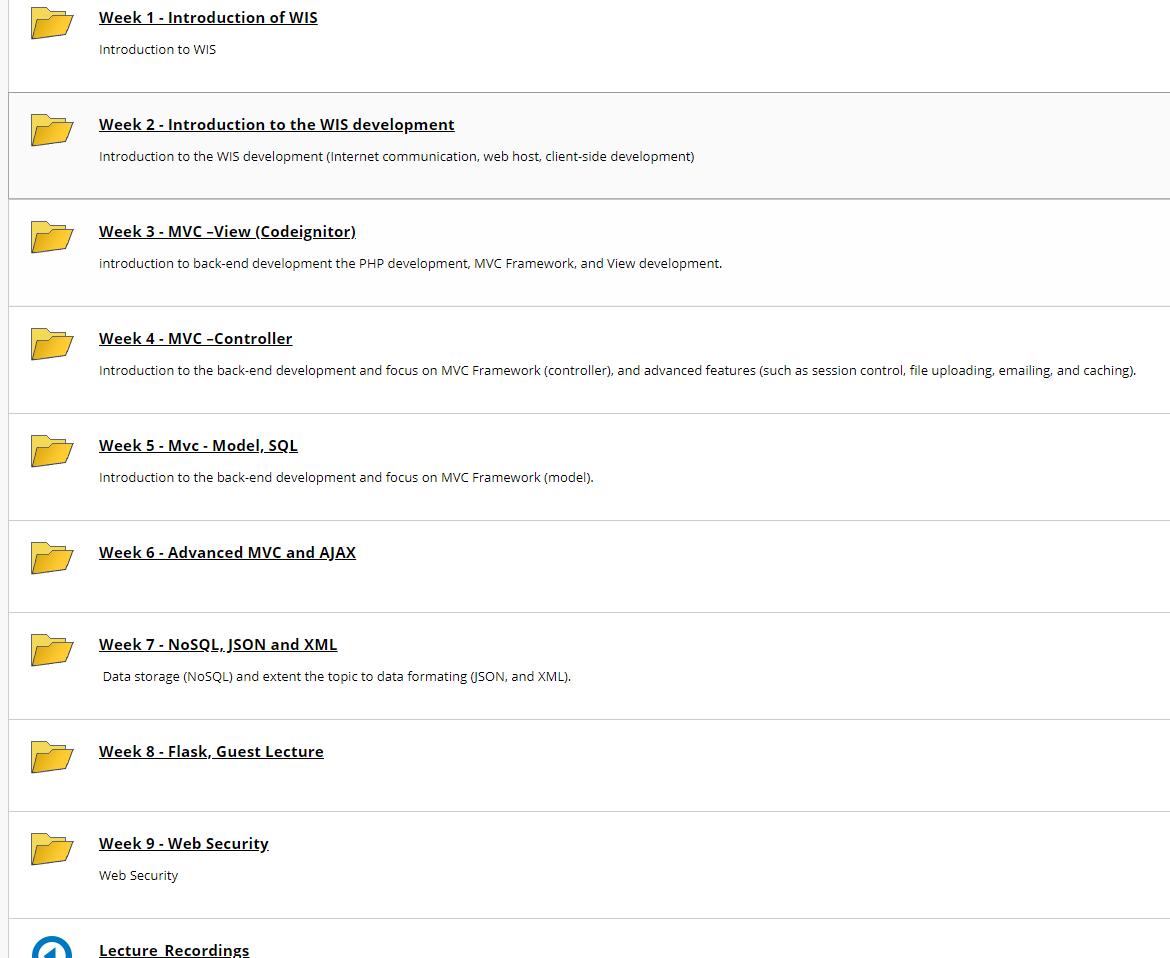 Week 1 - Introduction of WIS
Introduction to WIS
Week 2 - Introduction to the WIS development
Introduction to the WIS development (Internet communication, web host, client-side development)
Week 3 - MVC –View (Codeignitor)
introduction to back-end development the PHP development, MVC Framework, and View development.
Week 4 - MVC –Controller
Introduction to the back-end development and focus on MVC Framework (controller), and advanced features (such as session control, file uploading, emailing, and caching).
Week 5 - Mvc - Model, SQL
Introduction to the back-end development and focus on MVC Framework (model).
Week 6 - Advanced MVC and AJAX
Week 7 - NoSQL, JSON and XML
Data storage (NoSQL) and extent the topic to data formating (JSON, and XML).
Week 8 - Flask, Guest Lecture
Week 9 - Web Security
Web Security
Lecture_Recordings